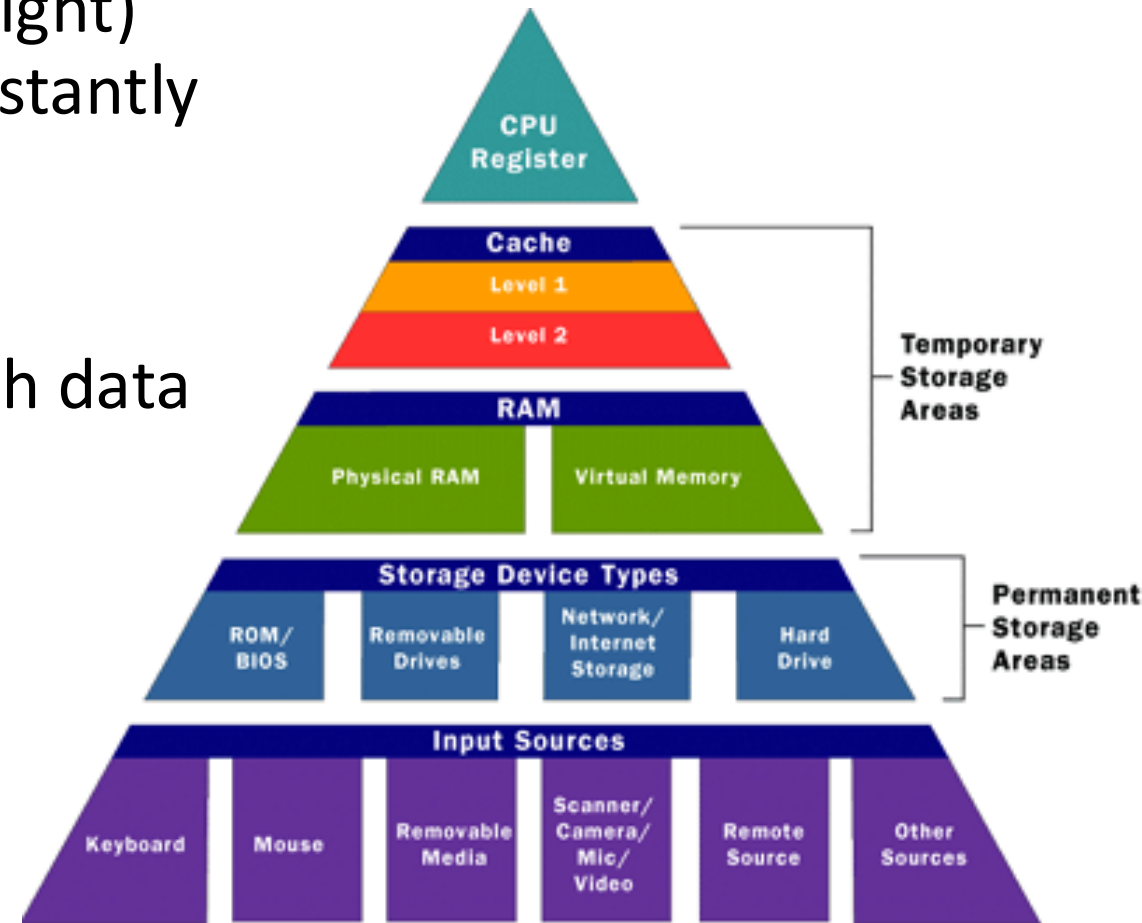 ight)
stantly
h data
CPU
Register
Cache
Level 1
Level 2
RAM
Physical RAM
Virtual Memory
Temporary
Storage
Areas
Storage Device Types
ROM/
BIOS
Removable
Drives
Network/
Internet
Storage
Hard
Drive
Permanent
Storage
Areas
Input Sources
Keyboard
Mouse
Removable
Media
Scanner/
Camera/
Mic/
Video
Remote
Source
Other
Sources